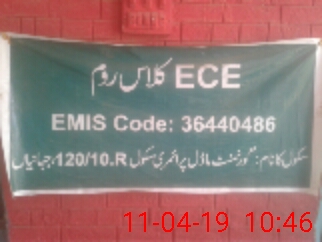 ECE کلاس روم
EMIS Code: 36440486
سکول کا نام: گورنمنٹ ماڈل پرائمری سکول 120/10.R، جہانیاں
11-04-19 10:46